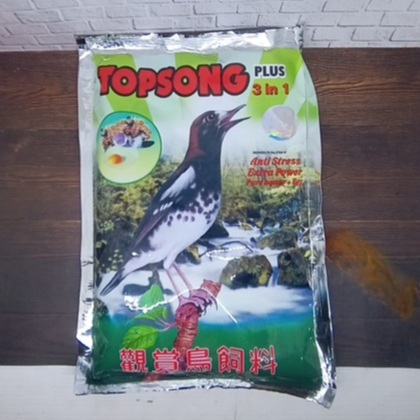 TOPSONG PLUS
3 in 1
Anti Stress
Extra Power
觀賞鳥飼料